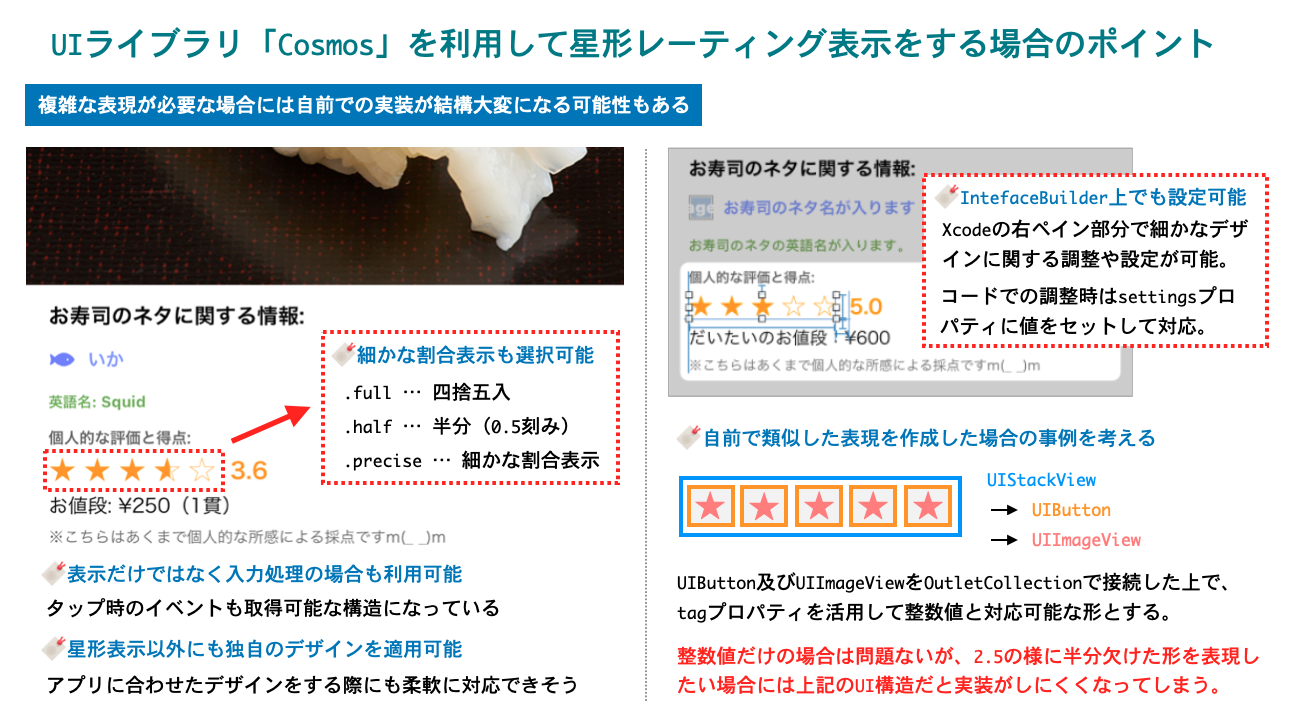 UIライブラリ「Cosmos」を利用して星形レーティング表示をする場合のポイント
複雑な表現が必要な場合には自前での実装が結構大変になる可能性もある
お寿司のネタに関する情報:
いか
英語名: Squid
個人的な評価と得点:
3.6
お値段: ¥250（1貫）
※こちらはあくまで個人的な所感による採点ですm(_ _)m
細かな割合表示も選択可能
.full … 四捨五入
.half … 半分（0.5刻み）
.precise … 細かな割合表示
表示だけではなく入力処理の場合も利用可能
タップ時のイベントも取得可能な構造になっている
星形表示以外にも独自のデザインを適用可能
アプリに合わせたデザインをする際にも柔軟に対応できそう
お寿司のネタに関する情報:
age お寿司のネタ名が入ります
お寿司のネタの英語名が入ります。
個人的な評価と得点:
5.0
だいたいのお値段：¥600
※こちらはあくまで個人的な所感による採点ですm(_ _)m
IntefaceBuilder上でも設定可能
Xcodeの右ペイン部分で細かなデザ
インに関する調整や設定が可能。
コードでの調整時はsettingsプロ
パティに値をセットして対応。
自前で類似した表現を作成した場合の事例を考える
UIStackView
→ UIButton
→ UIImageView
UIButton及びUIImageViewをOutletCollectionで接続した上で、
tagプロパティを活用して整数値と対応可能な形とする。
整数値だけの場合は問題ないが、2.5の様に半分欠けた形を表現し
たい場合には上記のUI構造だと実装がしにくくなってしまう。